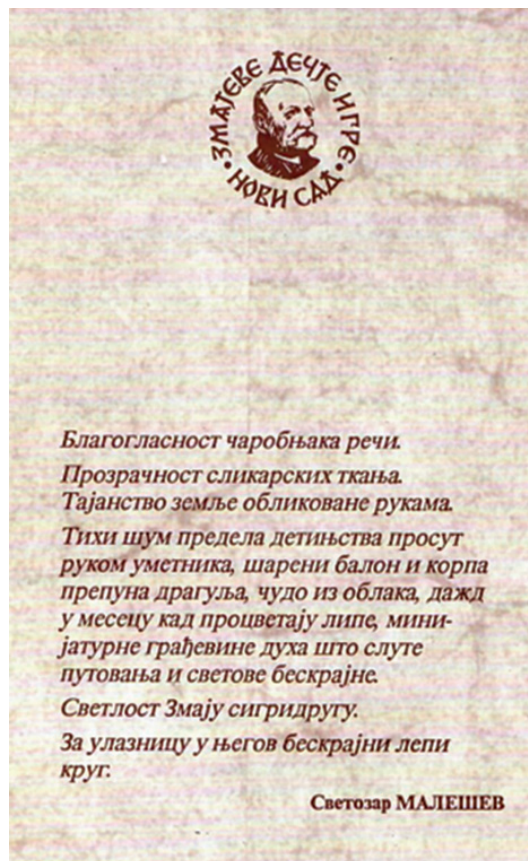 ЗМАЈЕВЕ ДЕЧЈЕ ИГРЕ
НОВИ САД
Благогласност чаробњака речи.
Прозрачност сликарских ткања.
Тајанство земље обликоване рукама.
Тихи шум предела детињства просут
руком уметника, шарени балон и корпа
препуна драгуља, чудо из облака, дажд
у месецу кад процветају липе, мини-
јатурне грађевине духа што слуте
путовања и светове бескрајне.
Светлост Змају сигридругу.
За улазницу у његов бескрајни лепи
круг.
Светозар МАЛЕШЕВ